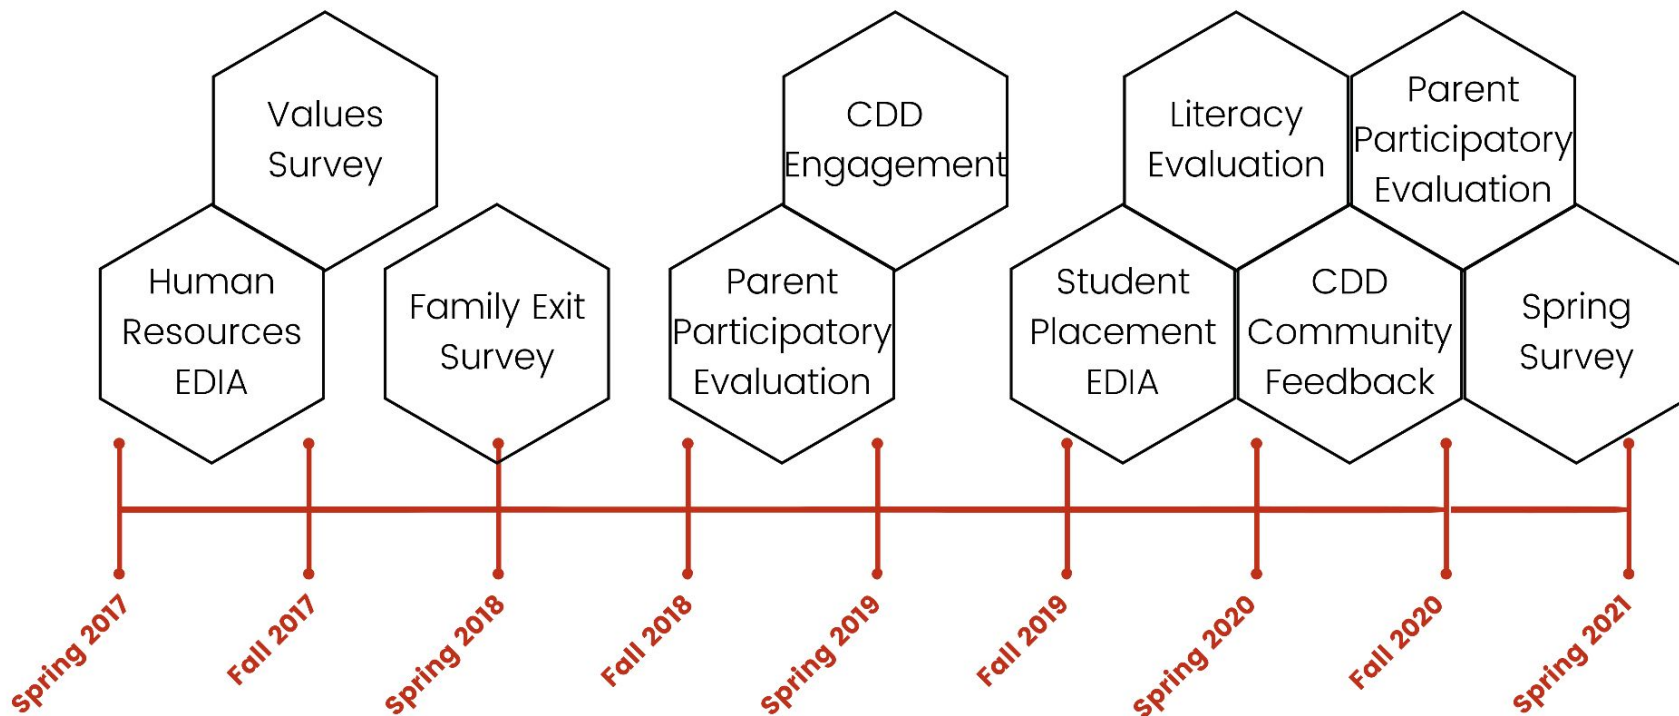 Values
Survey
CDD
Engagement
Literacy
Evaluation
Parent
Participatory
Evaluation
Human
Resources
EDIA
Family Exit
Survey
Parent
Participatory
Evaluation
Student
Placement
EDIA
CDD
Community
Feedback
Spring
Survey
Spring 2017
Fall 2017
Spring 2018
Fall 2018
Spring 2019
Fall 2019
Spring 2020
Fall 2020
Spring 2021